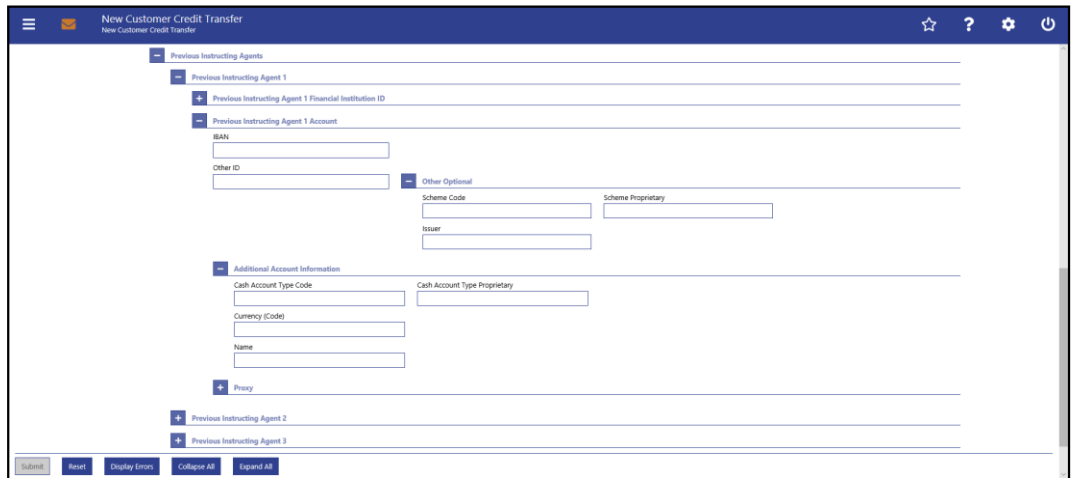 New Customer Credit Transfer
New Customer Credit Transfer
Previous Instructing Agents
Previous Instructing Agent 1
Previous Instructing Agent 1 Financial Institution ID
Previous Instructing Agent 1 Account
IBAN
Other ID
Other Optional
Scheme Code Scheme Proprietary
Issuer
Additional Account Information
Cash Account Type Code Cash Account Type Proprietary
Currency (Code)
Name
Proxy
Previous Instructing Agent 2
Previous Instructing Agent 3
Submit Reset Display Errors Collapse All Expand All